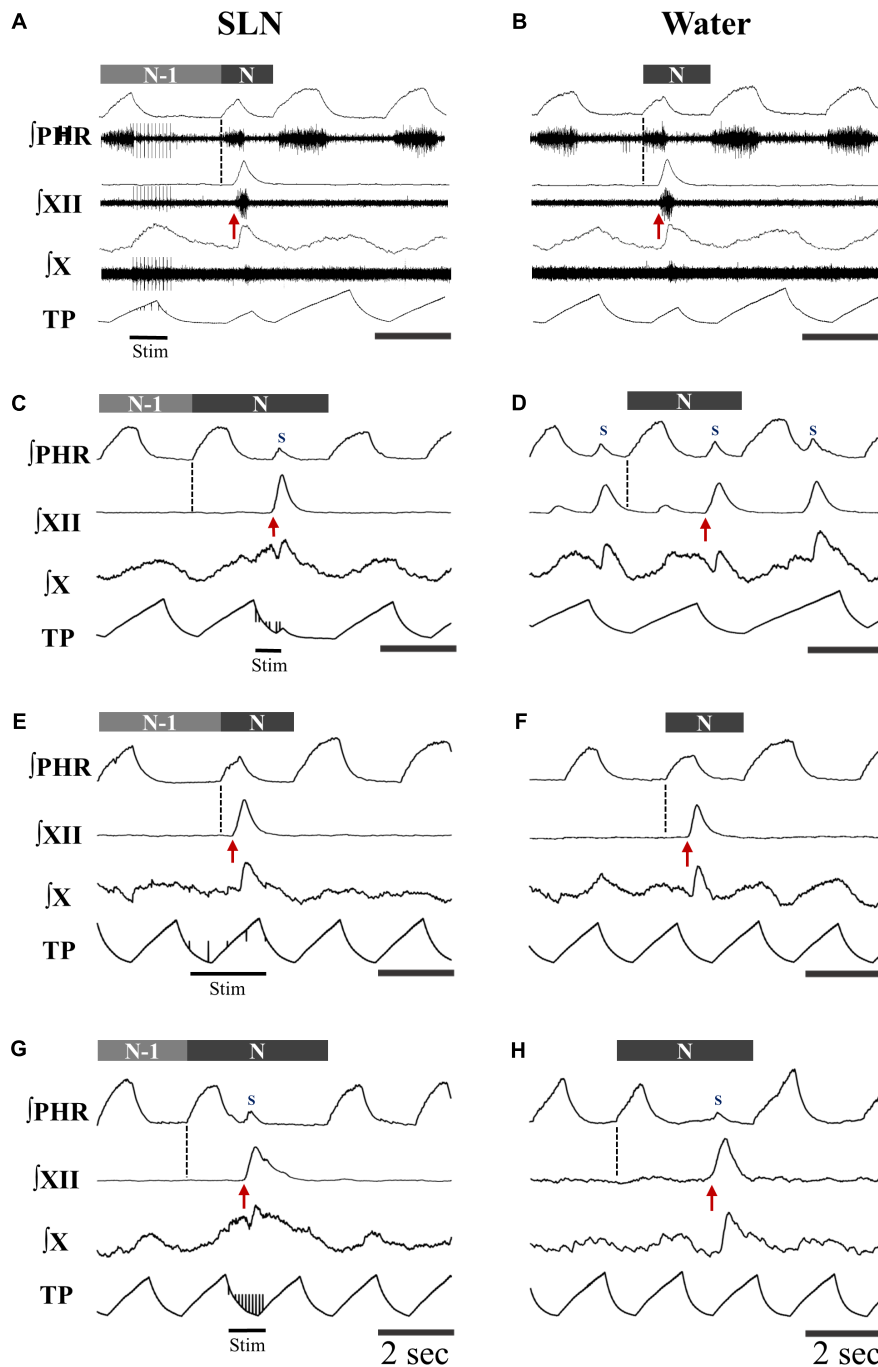 A
SLN
B
Water
N-1
N
N
∫PHR
∫XII
∫X
TP
Stim
C
N-1
N
D
N
s
s
s
s
∫PHR
∫XII
∫X
TP
Stim
E
N-1
N
F
N
∫PHR
∫XII
∫X
TP
Stim
G
N-1
N
H
N
s
s
∫PHR
∫XII
∫X
TP
Stim
2 sec
2 sec